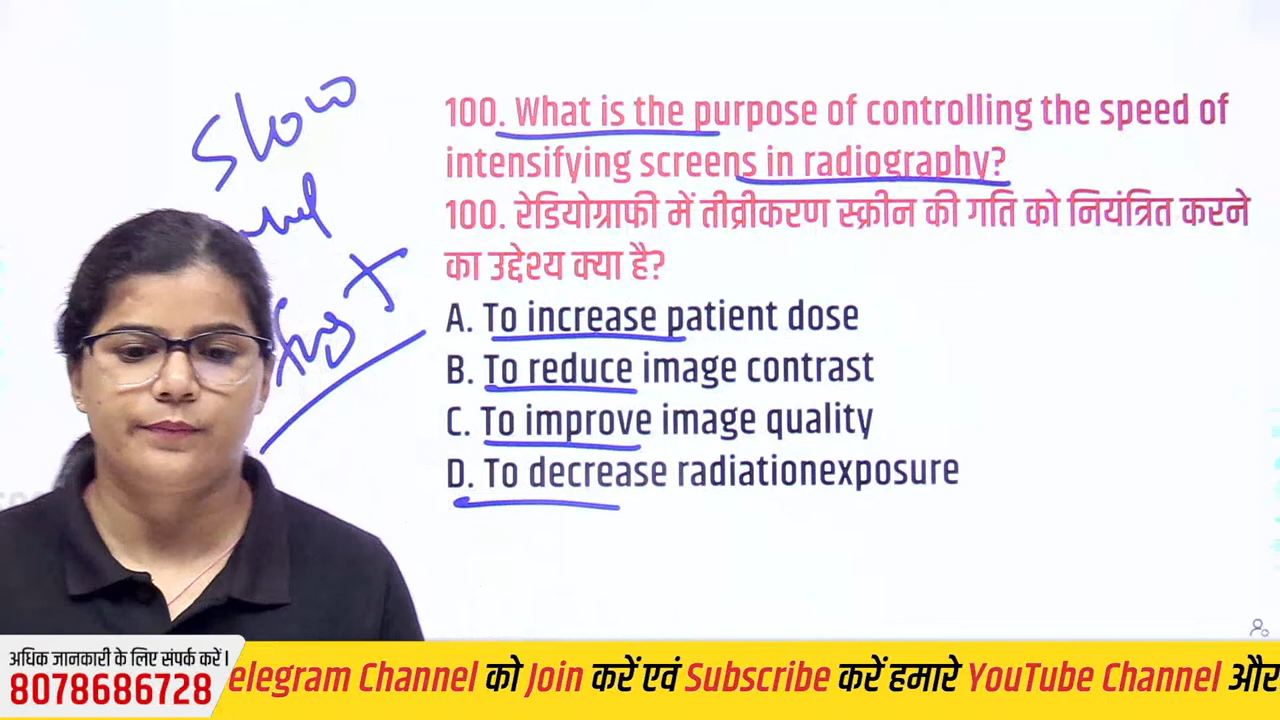 Slow
fast
100. What is the purpose of controlling the speed of
intensifying screens in radiography?
100. रेडियोग्राफी में तीव्रीकरण स्क्रीन की गति को नियंत्रित करने
का उद्देश्य क्या है?
A. To increase patient dose
B. To reduce image contrast
C. To improve image quality
D. To decrease radiationexposure
अधिक जानकारी के लिए संपर्क करें।
8078686728
elegram Channel को Join करें एवं Subscribe करें हमारे YouTube Channel और